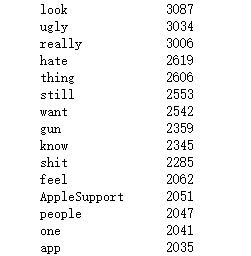 look 3087
ugly 3034
really 3006
hate 2619
thing 2606
still 2553
want 2542
gun 2359
know 2345
shit 2285
feel 2062
AppleSupport 2051
people 2047
one 2041
app 2035